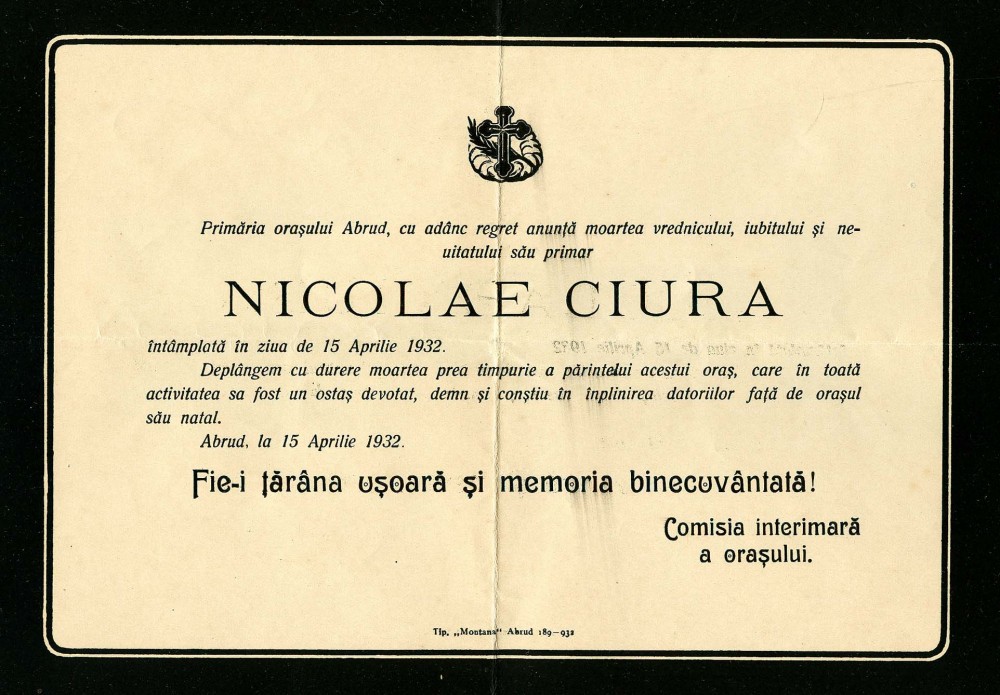 Primăria orașului Abrud, cu adânc regret anunță moartea vrednicului, iubitului și ne-
uitatului său primar
NICOLAE CIURA
întâmplată în ziua de 15 Aprilie 1932.
Deplângem cu durere moartea prea timpurie a părintelui acestui oraș, care în toată
activitatea sa fost un ostaș devotat, demn și conștiu în înplinirea datoriilor față de orașul
său natal.
Abrud, la 15 Aprilie 1932.
Fie-i țărâna ușoară și memoria binecuvântată!
Comisia interimară
a orașului.
Tip. „Montana” Abrud 189—932